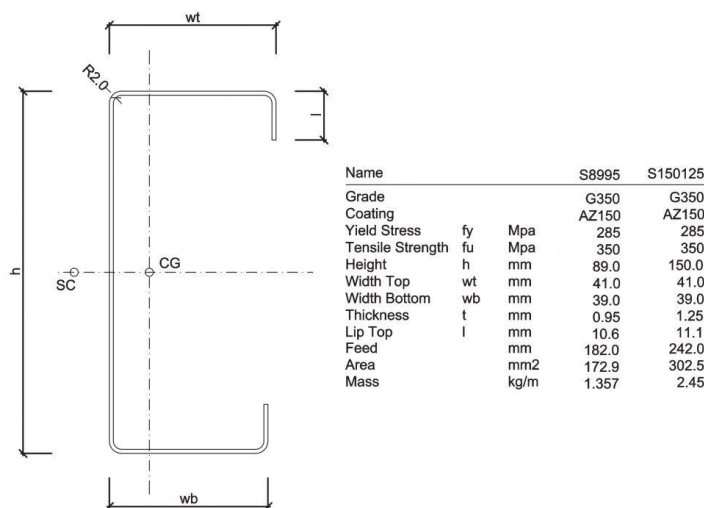 wt
R2.0
l
h
CG
SC
wb
Name S8995 S150125
Grade G350 G350
Coating AZ150 AZ150
Yield Stress fy Mpa 285 285
Tensile Strength fu Mpa 350 350
Height h mm 89.0 150.0
Width Top wt mm 41.0 41.0
Width Bottom wb mm 39.0 39.0
Thickness t mm 0.95 1.25
Lip Top l mm 10.6 11.1
Feed mm 182.0 242.0
Area mm2 172.9 302.5
Mass kg/m 1.357 2.45